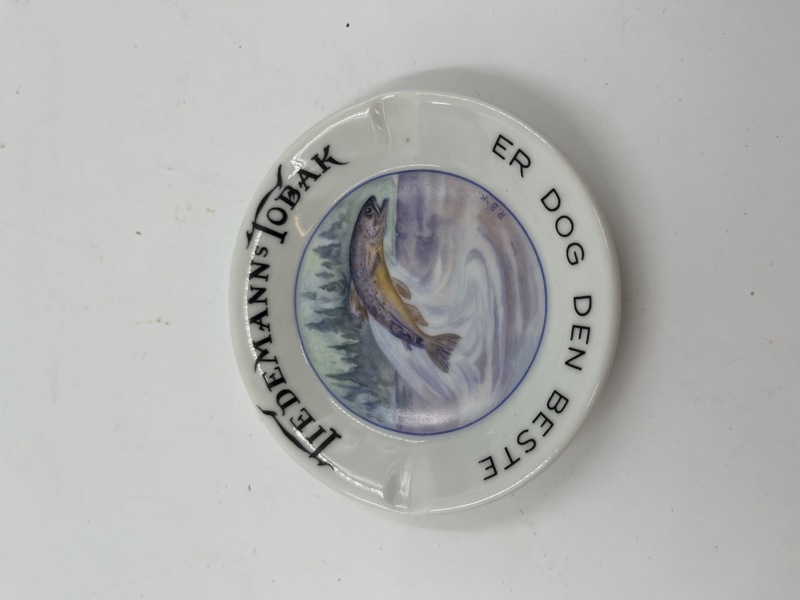 TIEDEMANNS TOBAK
ER DOG DEN BESTE
R.B.K